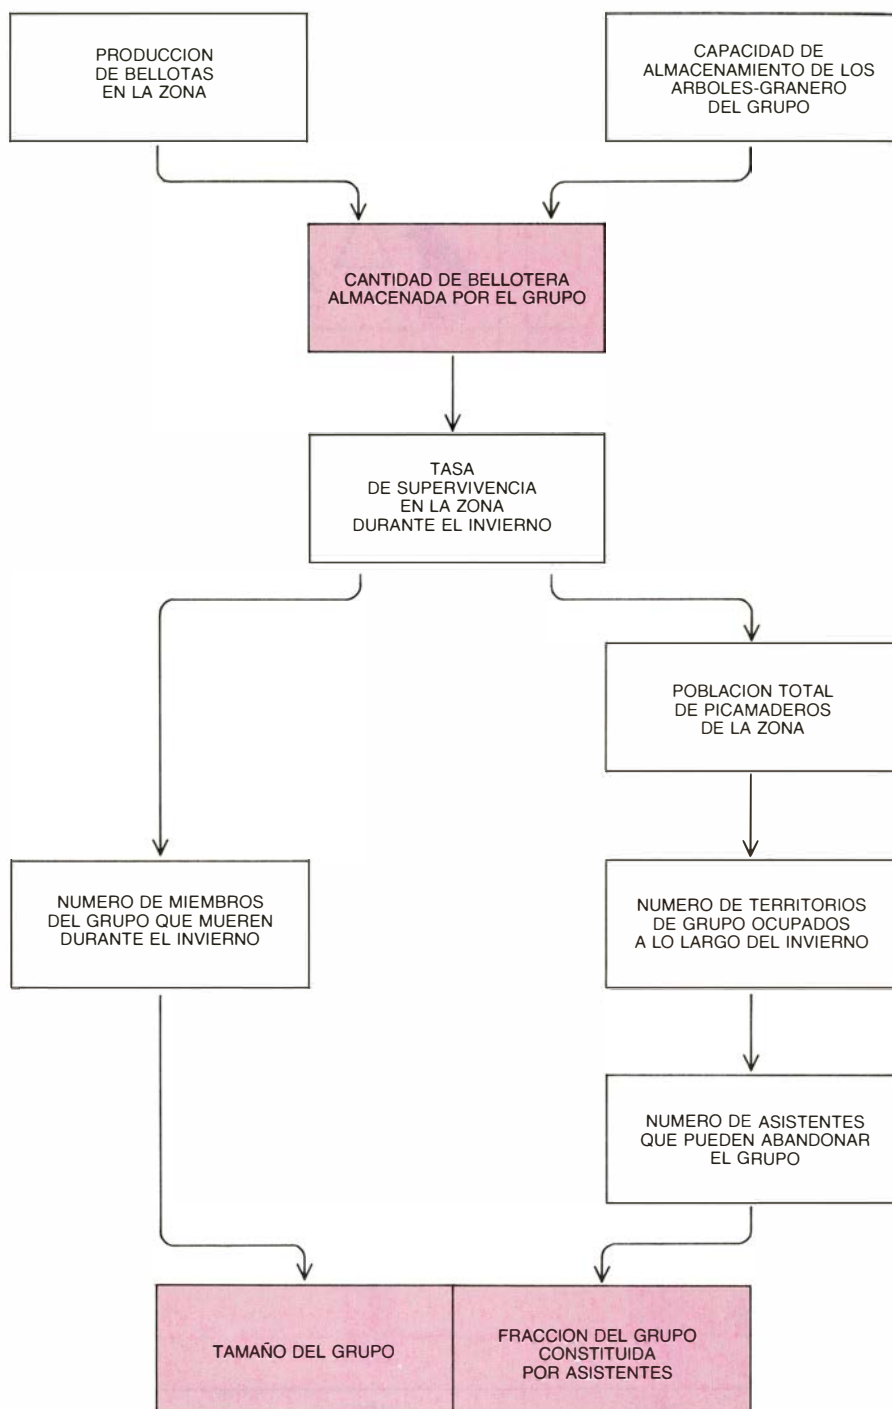 PRODUCCION
DE BELLOTAS
EN LA ZONA
CAPACIDAD DE
ALMACENAMIENTO DE LOS
ARBOLES-GRANERO
DEL GRUPO
CANTIDAD DE BELLOTERA
ALMACENADA POR EL GRUPO
TASA
DE SUPERVIVENCIA
EN LA ZONA
DURANTE EL INVIERNO
POBLACION TOTAL
DE PICAMADEROS
DE LA ZONA
NUMERO DE MIEMBROS
DEL GRUPO QUE MUEREN
DURANTE EL INVIERNO
NUMERO DE TERRITORIOS
DE GRUPO OCUPADOS
A LO LARGO DEL INVIERNO
NUMERO DE ASISTENTES
QUE PUEDEN ABANDONAR
EL GRUPO
TAMAÑO DEL GRUPO
FRACCION DEL GRUPO
CONSTITUIDA
POR ASISTENTES